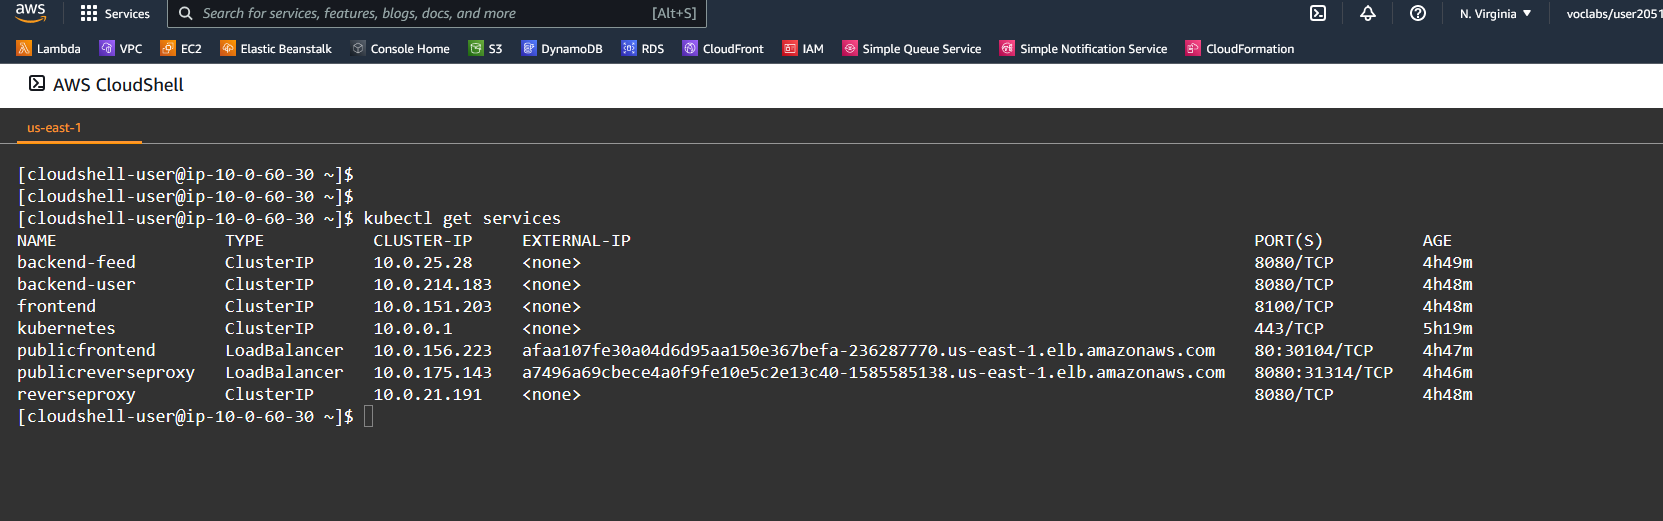 aws Services Search for services, features, blogs, docs, and more [Alt+S] N. Virginia ▼ voclabs/user2051
Lambda VPC EC2 Elastic Beanstalk Console Home S3 DynamoDB RDS CloudFront IAM Simple Queue Service Simple Notification Service CloudFormation
AWS CloudShell
us-east-1
[cloudshell-user@ip-10-0-60-30 ~]$
[cloudshell-user@ip-10-0-60-30 ~]$
[cloudshell-user@ip-10-0-60-30 ~]$ kubectl get services
NAME TYPE CLUSTER-IP EXTERNAL-IP PORT(S) AGE
backend-feed ClusterIP 10.0.25.28 <none> 8080/TCP 4h49m
backend-user ClusterIP 10.0.214.183 <none> 8080/TCP 4h48m
frontend ClusterIP 10.0.151.203 <none> 8100/TCP 4h48m
kubernetes ClusterIP 10.0.0.1 <none> 443/TCP 5h19m
publicfrontend LoadBalancer 10.0.156.223 afaa107fe30a04d6d95aa150e367befa-236287770.us-east-1.elb.amazonaws.com 80:30104/TCP 4h47m
publicreverseproxy LoadBalancer 10.0.175.143 a7496a69cbece4a0f9fe10e5c2e13c40-1585585138.us-east-1.elb.amazonaws.com 8080:31314/TCP 4h46m
reverseproxy ClusterIP 10.0.21.191 <none> 8080/TCP 4h48m
[cloudshell-user@ip-10-0-60-30 ~]$